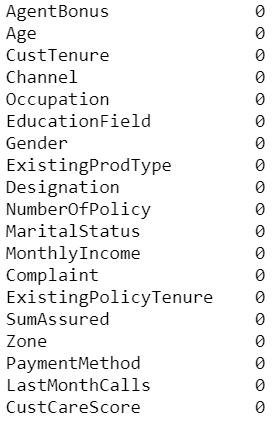 AgentBonus 0
Age 0
CustTenure 0
Channel 0
Occupation 0
EducationField 0
Gender 0
ExistingProdType 0
Designation 0
NumberOfPolicy 0
MaritalStatus 0
MonthlyIncome 0
Complaint 0
ExistingPolicyTenure 0
SumAssured 0
Zone 0
PaymentMethod 0
LastMonthCalls 0
CustCareScore 0